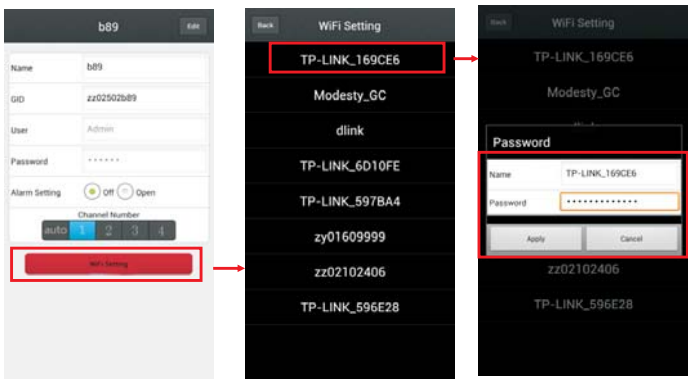 b89
Edit
Name
b89
GID
zz02502b89
User
Admin
Password
••••••
Alarm Setting
Off
Open
Channel Number
auto 1 2 3 4
WiFi Setting
Back
WiFi Setting
TP-LINK_169CE6
Modesty_GC
dlink
TP-LINK_6D10FE
TP-LINK_597BA4
zy01609999
zz02102406
TP-LINK_596E28
Back
WiFi Setting
TP-LINK_169CE6
Modesty_GC
Password
Name
TP-LINK_169CE6
Password
•••••••••••••
Apply
Cancel
zz02102406
TP-LINK_596E28